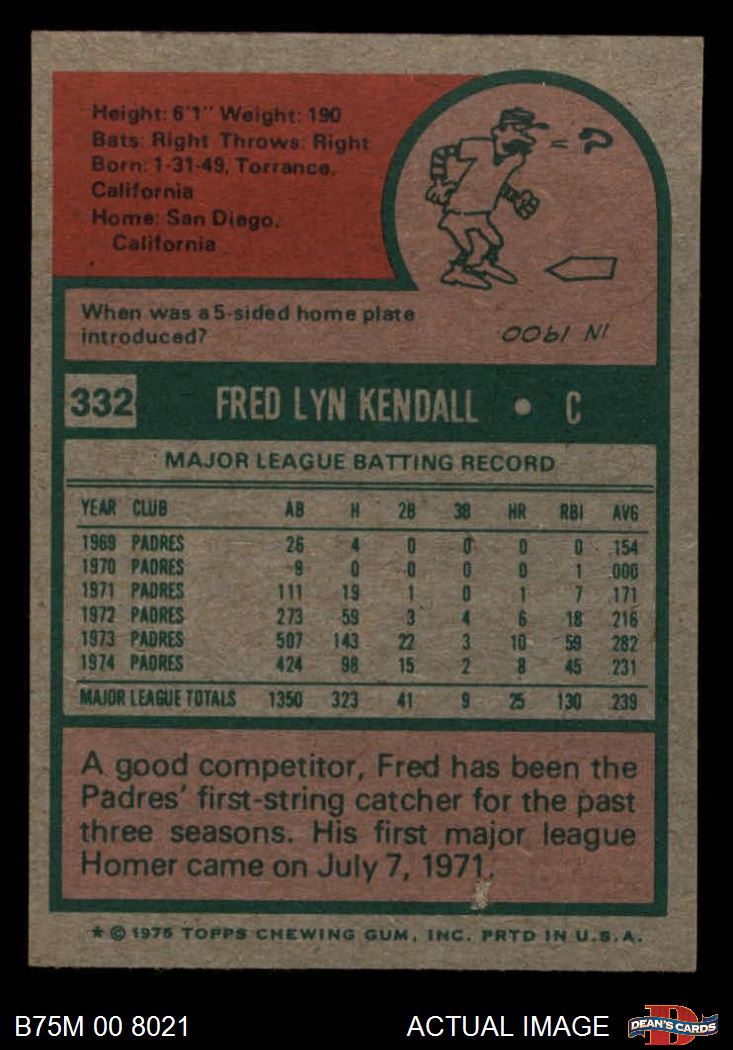 Height: 6'1" Weight: 190
Bats: Right Throws: Right
Born: 1-31-49, Torrance,
California
Home: San Diego,
California
= ?
When was a 5-sided home plate
introduced?
IN 1900
332 FRED LYN KENDALL • C
MAJOR LEAGUE BATTING RECORD
YEAR CLUB AB H 2B 3B HR RBI AVG
1969 PADRES 26 4 0 0 0 0 .154
1970 PADRES 9 0 0 0 0 1 .000
1971 PADRES 111 19 1 0 1 7 .171
1972 PADRES 273 59 3 4 6 18 .216
1973 PADRES 507 143 22 3 10 59 .282
1974 PADRES 424 98 15 2 8 45 .231
MAJOR LEAGUE TOTALS 1350 323 41 9 25 130 .239
A good competitor, Fred has been the
Padres' first-string catcher for the past
three seasons. His first major league
Homer came on July 7, 1971.
* © 1975 TOPPS CHEWING GUM, INC. PRTD IN U.S.A.
B75M 00 8021 ACTUAL IMAGE
D
DEAN'S CARDS